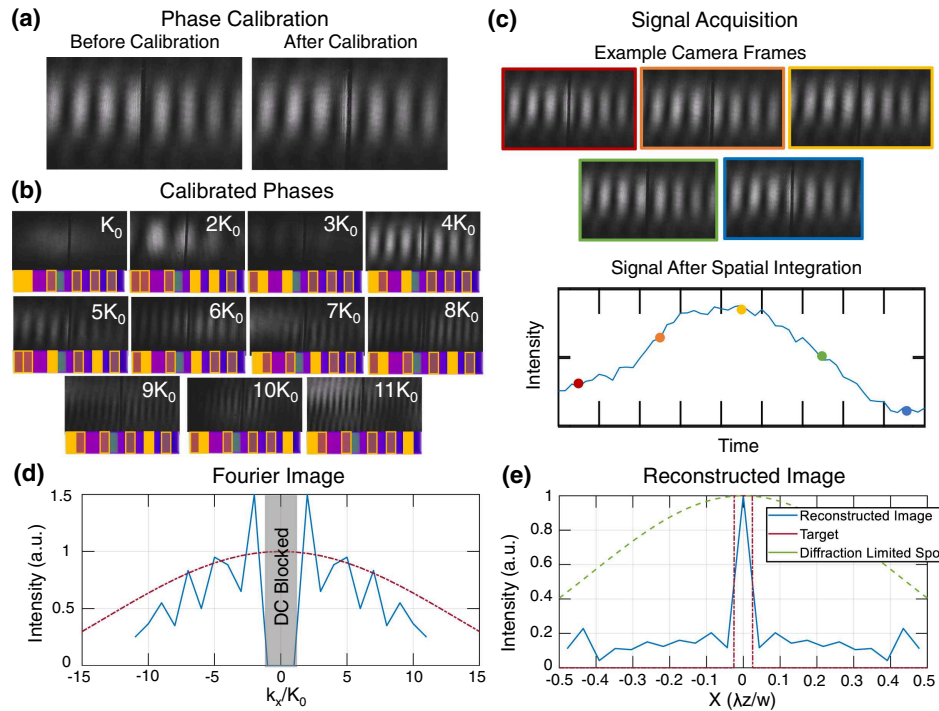 (a)
Phase Calibration
Before Calibration
After Calibration
(b)
Calibrated Phases
K₀
2K₀
3K₀
4K₀
5K₀
6K₀
7K₀
8K₀
9K₀
10K₀
11K₀
(c)
Signal Acquisition
Example Camera Frames
Signal After Spatial Integration
Intensity
Time
(d)
Fourier Image
Intensity (a.u.)
1.5
1
0.5
0
DC Blocked
-15
-10
-5
0
5
10
15
kₓ/K₀
(e)
Reconstructed Image
Intensity (a.u.)
1
0.8
0.6
0.4
0.2
0
Reconstructed Image
Target
Diffraction Limited Spo
-0.5
-0.4
-0.3
-0.2
-0.1
0
0.1
0.2
0.3
0.4
0.5
X (λz/w)